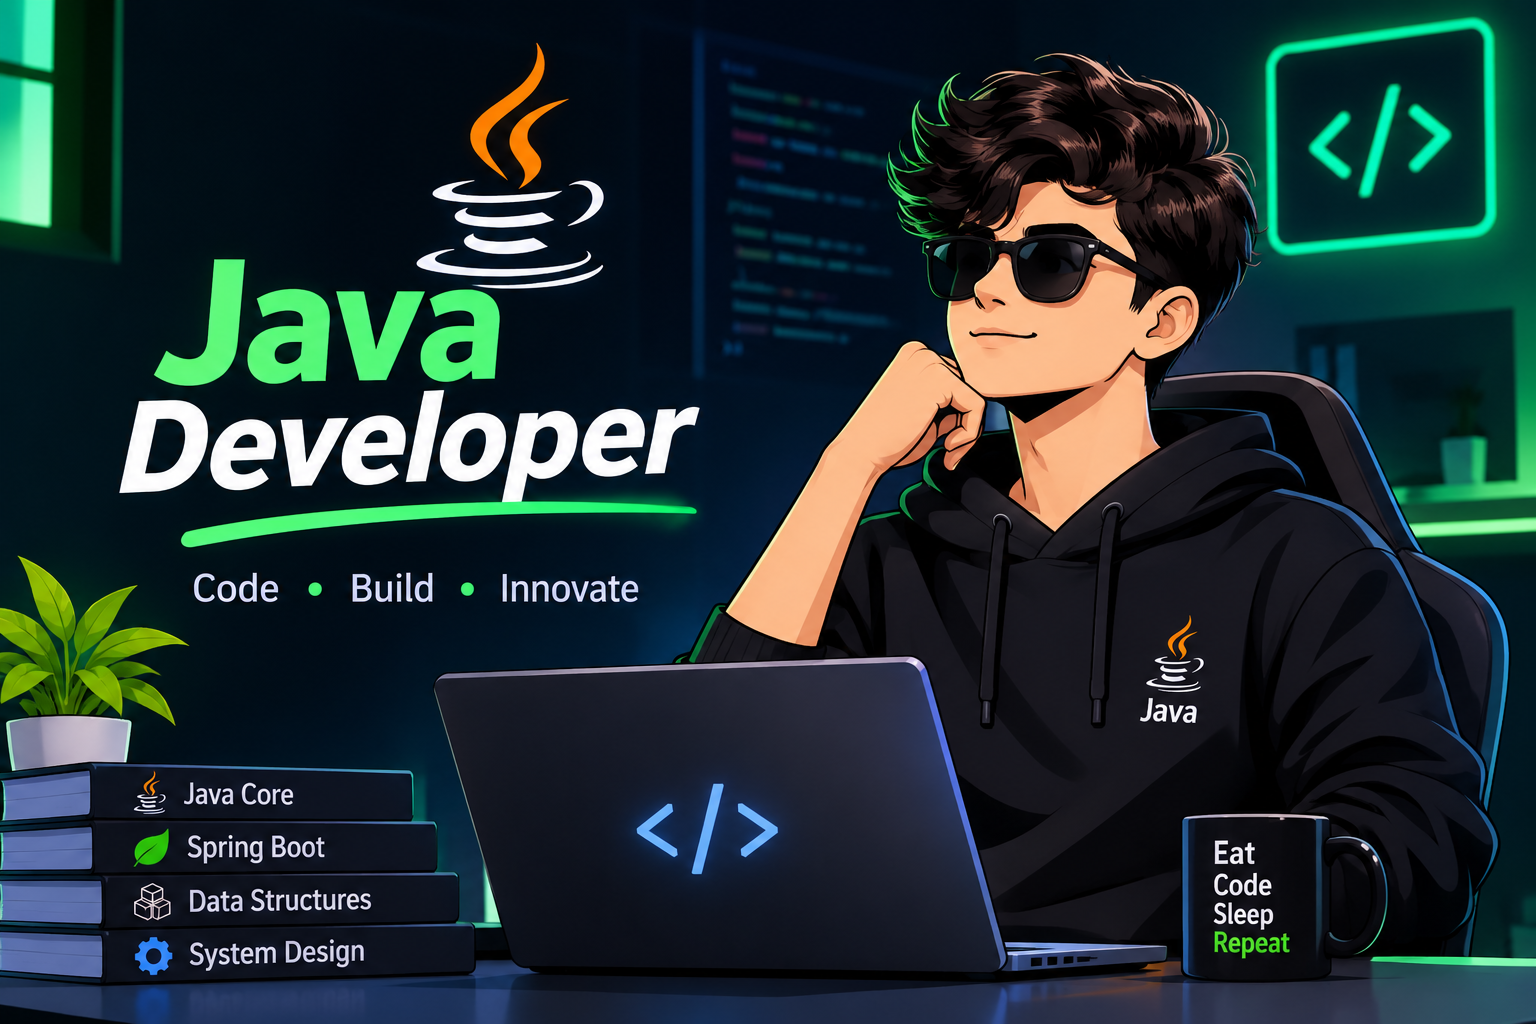 Java
Developer
Code • Build • Innovate
</>
Java
</>
Java Core
Spring Boot
Data Structures
System Design
Eat
Code
Sleep
Repeat